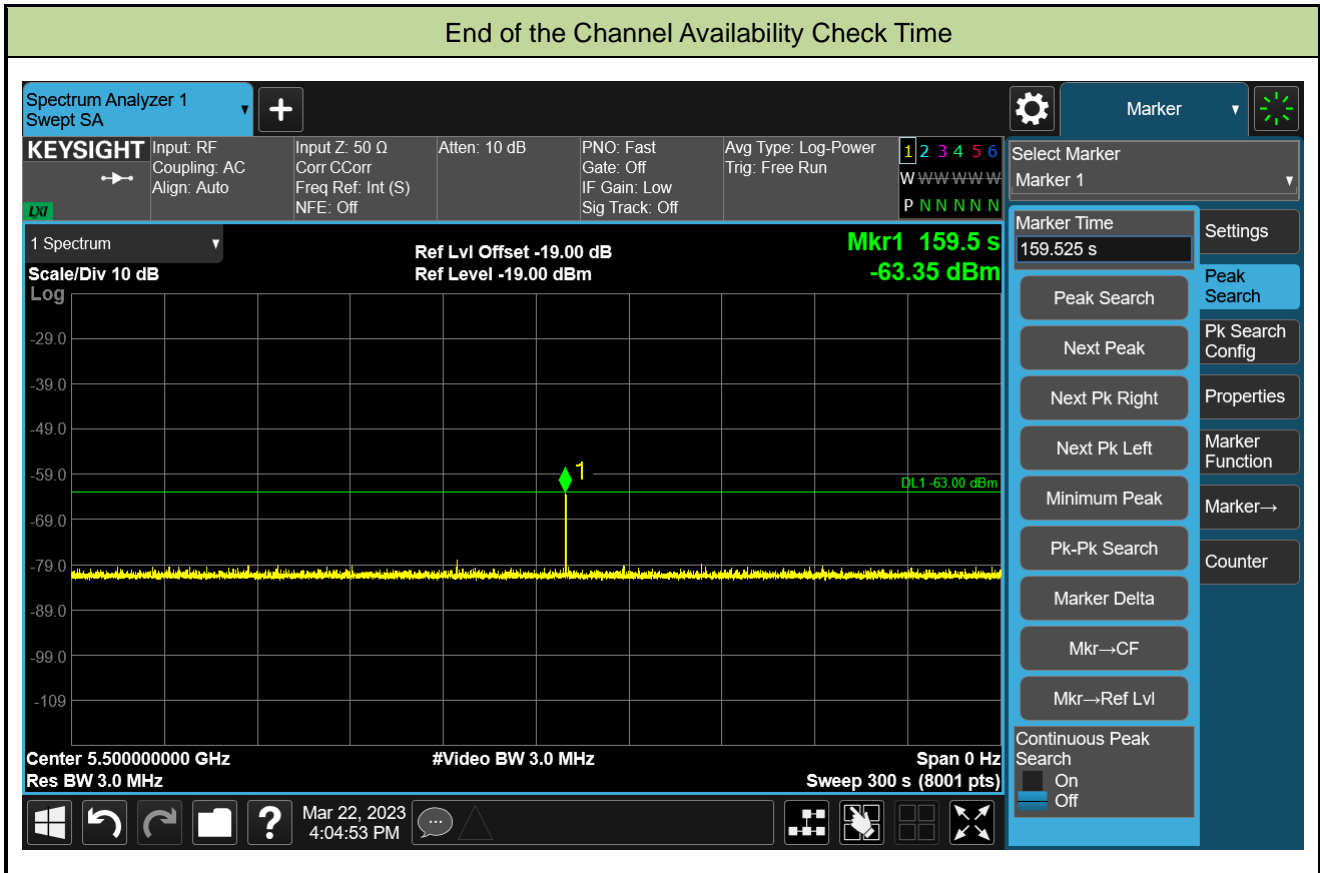 End of the Channel Availability Check Time
Spectrum Analyzer 1
Swept SA
+
Marker
KEYSIGHT
LXI
Input: RF
Coupling: AC
Align: Auto
Input Z: 50 Ω
Corr CCorr
Freq Ref: Int (S)
NFE: Off
Atten: 10 dB
PNO: Fast
Gate: Off
IF Gain: Low
Sig Track: Off
Avg Type: Log-Power
Trig: Free Run
1 2 3 4 5 6
W W W W W W
P N N N N N
Select Marker
Marker 1
1 Spectrum
Scale/Div 10 dB
Ref Lvl Offset -19.00 dB
Ref Level -19.00 dBm
Mkr1 159.5 s
-63.35 dBm
Log
-29.0
-39.0
-49.0
-59.0
-69.0
-79.0
-89.0
-99.0
-109
1
DL1 -63.00 dBm
Center 5.500000000 GHz
Res BW 3.0 MHz
#Video BW 3.0 MHz
Span 0 Hz
Sweep 300 s (8001 pts)
Marker Time
159.525 s
Peak Search
Next Peak
Next Pk Right
Next Pk Left
Minimum Peak
Pk-Pk Search
Marker Delta
Mkr→CF
Mkr→Ref Lvl
Continuous Peak
Search
On
Off
Settings
Peak
Search
Pk Search
Config
Properties
Marker
Function
Marker→
Counter
?
Mar 22, 2023
4:04:53 PM